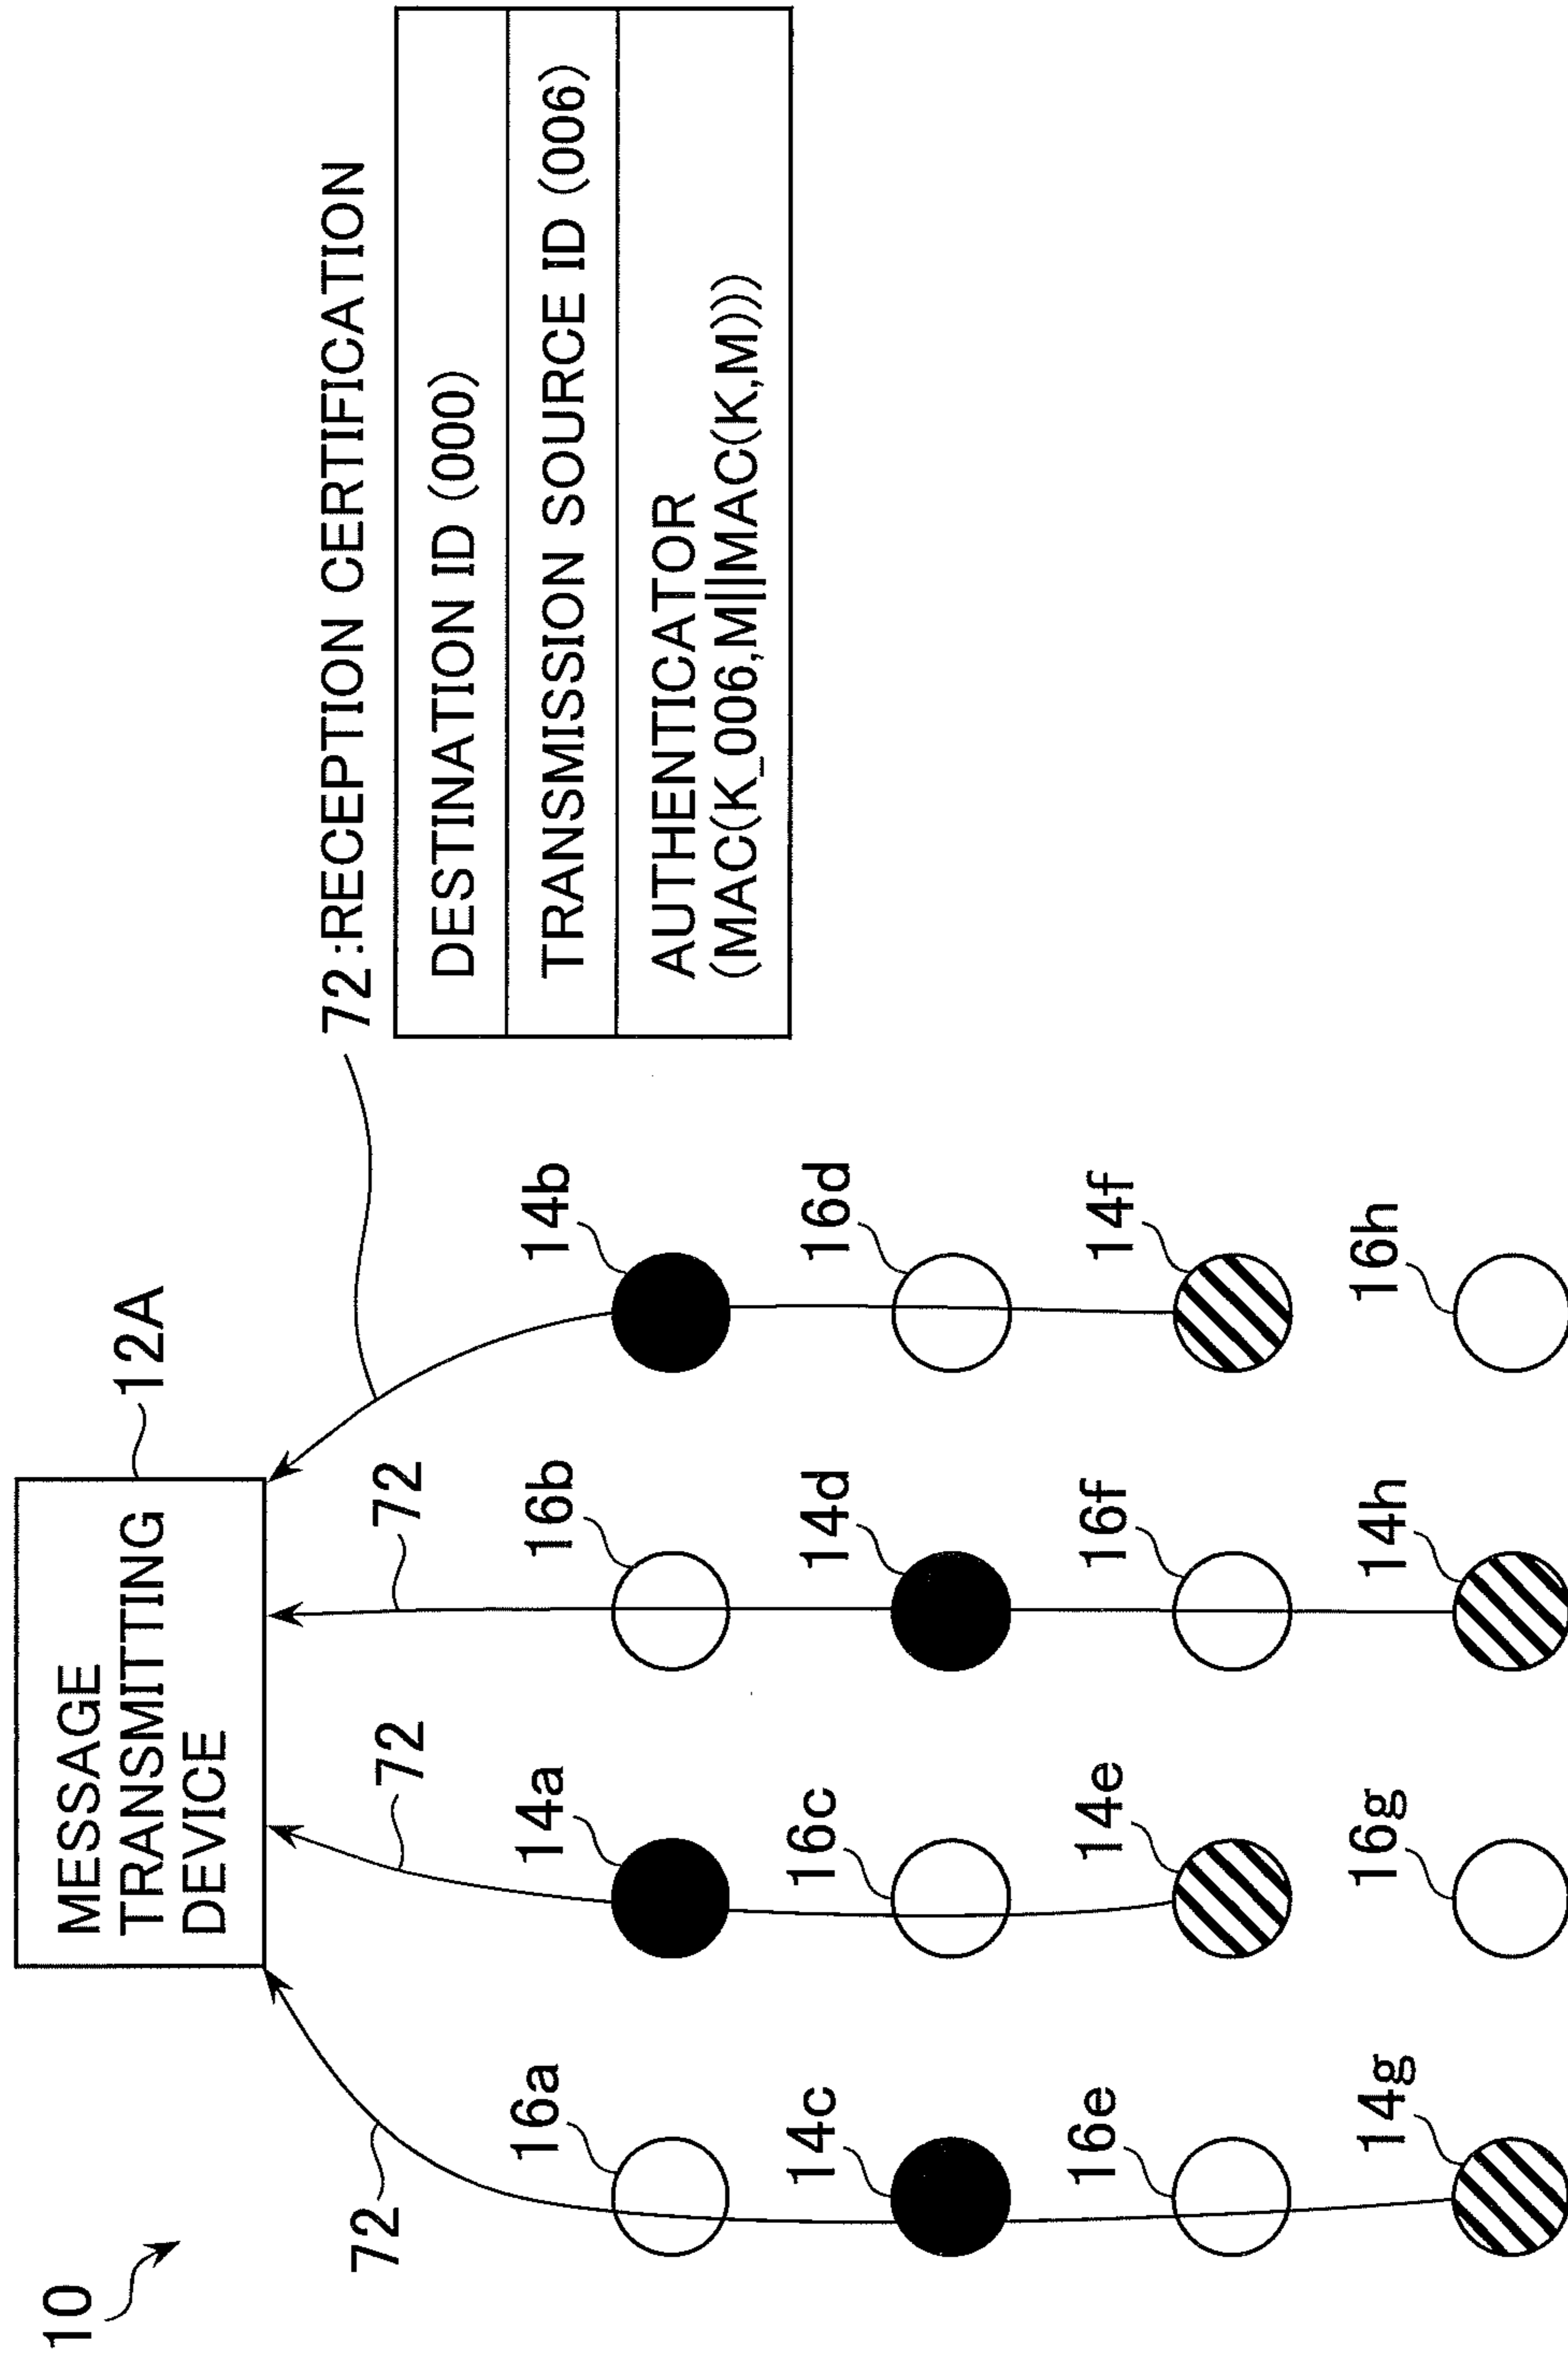 10
MESSAGE
TRANSMITTING
DEVICE
12A
72
72
72
72:RECEPTION CERTIFICATION
DESTINATION ID (000)
TRANSMISSION SOURCE ID (006)
AUTHENTICATOR
(MAC(K_006,M||MAC(K,M)))
16a
14a
16b
14b
14c
16c
14d
16d
16e
14e
16f
14f
14g
16g
14h
16h